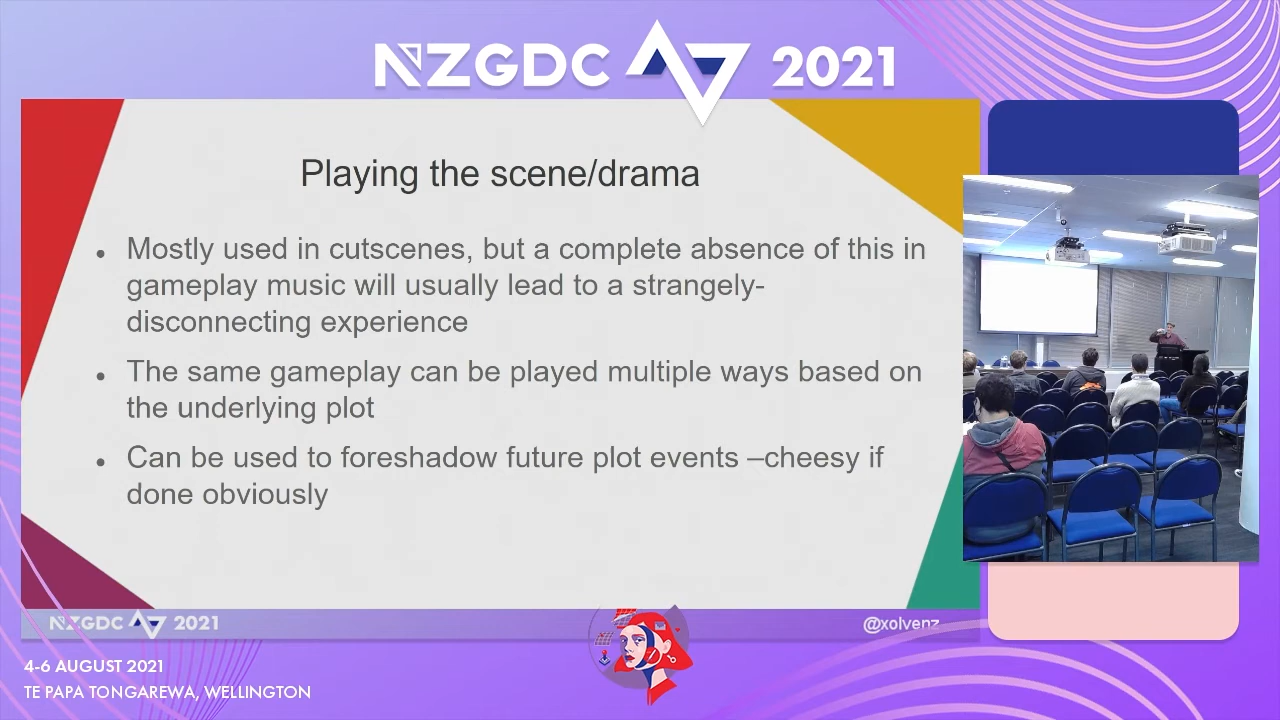 NZGDC 2021
Playing the scene/drama
• Mostly used in cutscenes, but a complete absence of this in
gameplay music will usually lead to a strangely-
disconnecting experience
• The same gameplay can be played multiple ways based on
the underlying plot
• Can be used to foreshadow future plot events –cheesy if
done obviously
NZGDC 2021
@xolvenz
4-6 AUGUST 2021
TE PAPA TONGAREWA, WELLINGTON